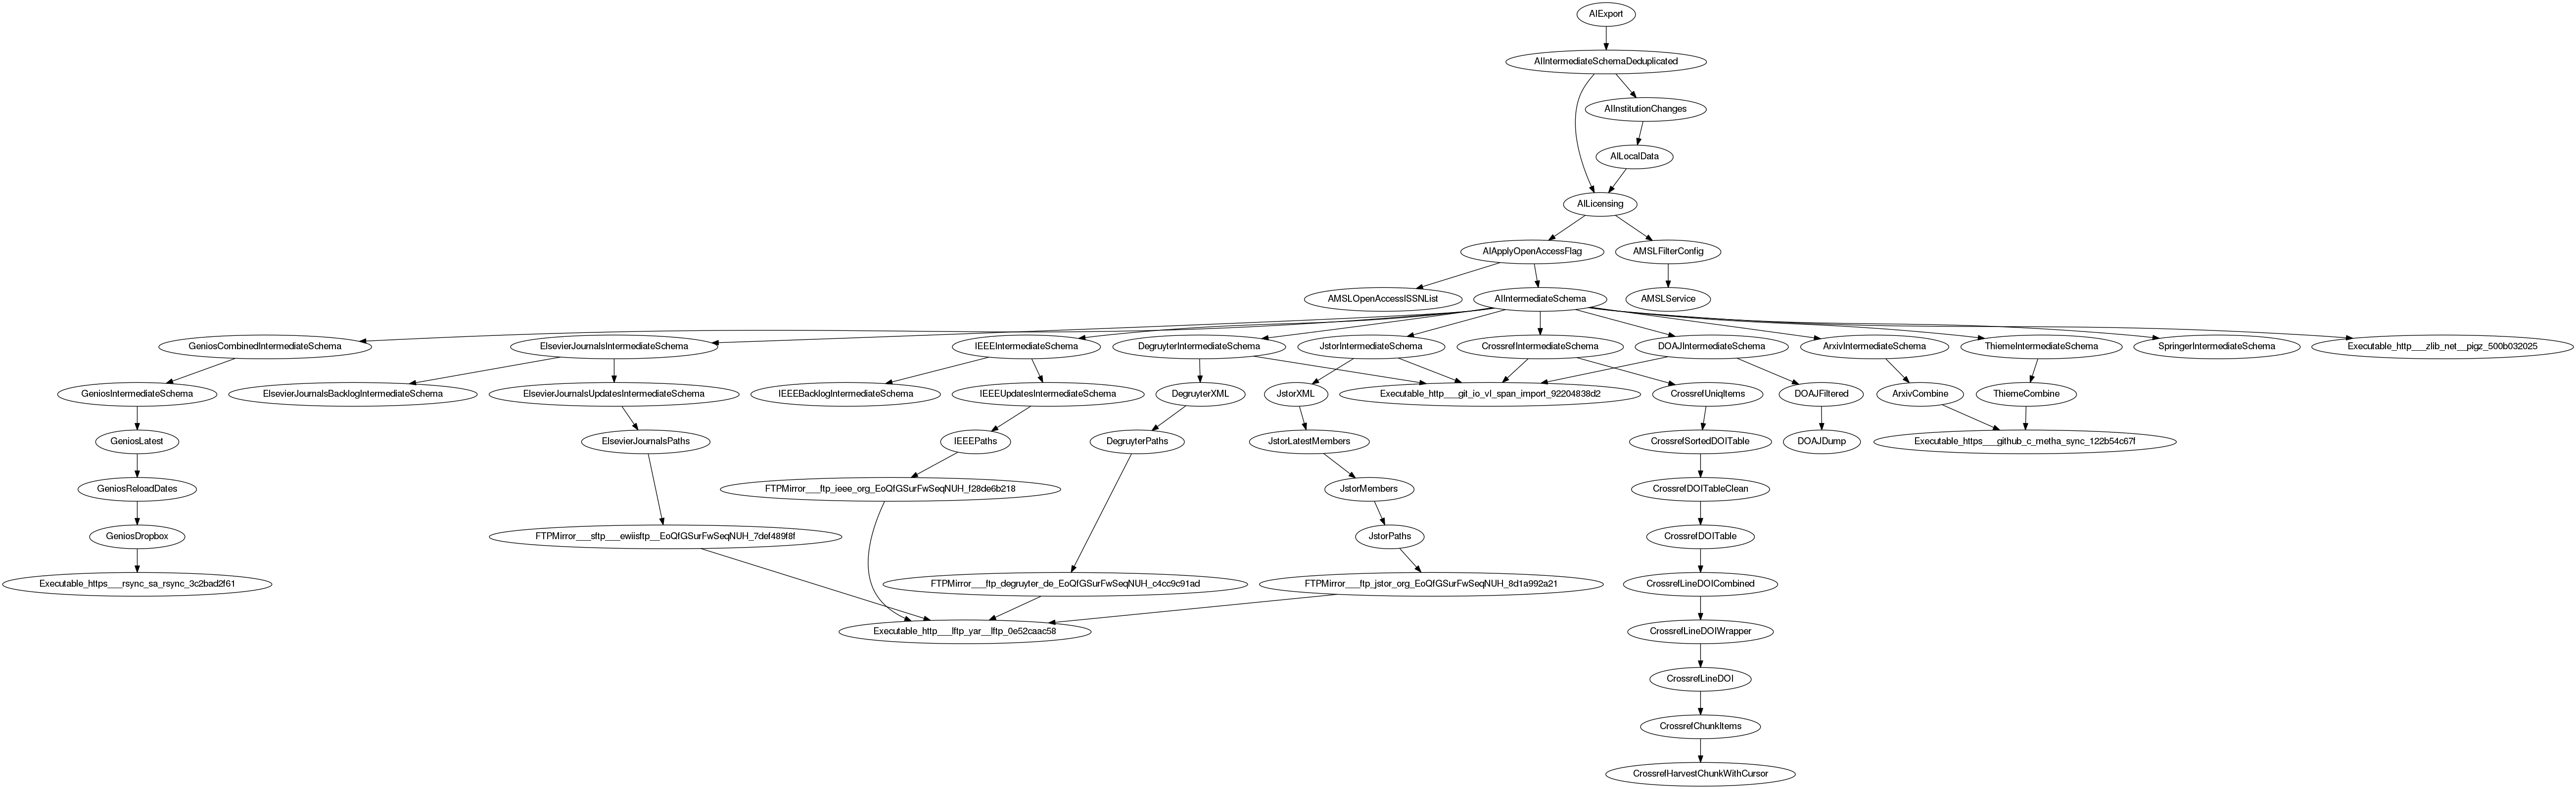 AIExport
AIIntermediateSchemaDeduplicated
AIInstitutionChanges
AILocalData
AILicensing
AIApplyOpenAccessFlag
AMSLFilterConfig
AMSLOpenAccessISSNList
AIIntermediateSchema
AMSLService
GeniosCombinedIntermediateSchema
ElsevierJournalsIntermediateSchema
IEEEIntermediateSchema
DegruyterIntermediateSchema
JstorIntermediateSchema
CrossrefIntermediateSchema
DOAJIntermediateSchema
ArxivIntermediateSchema
ThiemeIntermediateSchema
SpringerIntermediateSchema
Executable_http___zlib_net__pigz_500b032025
GeniosIntermediateSchema
ElsevierJournalsBacklogIntermediateSchema
ElsevierJournalsUpdatesIntermediateSchema
IEEEBacklogIntermediateSchema
IEEEUpdatesIntermediateSchema
DegruyterXML
JstorXML
Executable_http___git_io_vI_span_import_92204838d2
CrossrefUniqItems
DOAJFiltered
ArxivCombine
ThiemeCombine
GeniosLatest
ElsevierJournalsPaths
IEEEPaths
DegruyterPaths
JstorLatestMembers
CrossrefSortedDOITable
DOAJDump
Executable_https___github_c_metha_sync_122b54c67f
GeniosReloadDates
FTPMirror___ftp_ieee_org_EoQfGSurFwSeqNUH_f28de6b218
JstorMembers
CrossrefDOITableClean
GeniosDropbox
FTPMirror___sftp___ewiisftp__EoQfGSurFwSeqNUH_7def489f8f
JstorPaths
CrossrefDOITable
Executable_https___rsync_sa_rsync_3c2bad2f61
FTPMirror___ftp_degruyter_de_EoQfGSurFwSeqNUH_c4cc9c91ad
FTPMirror___ftp_jstor_org_EoQfGSurFwSeqNUH_8d1a992a21
CrossrefLineDOICombined
Executable_http___lftp_yar__lftp_0e52caac58
CrossrefLineDOIWrapper
CrossrefLineDOI
CrossrefChunkItems
CrossrefHarvestChunkWithCursor